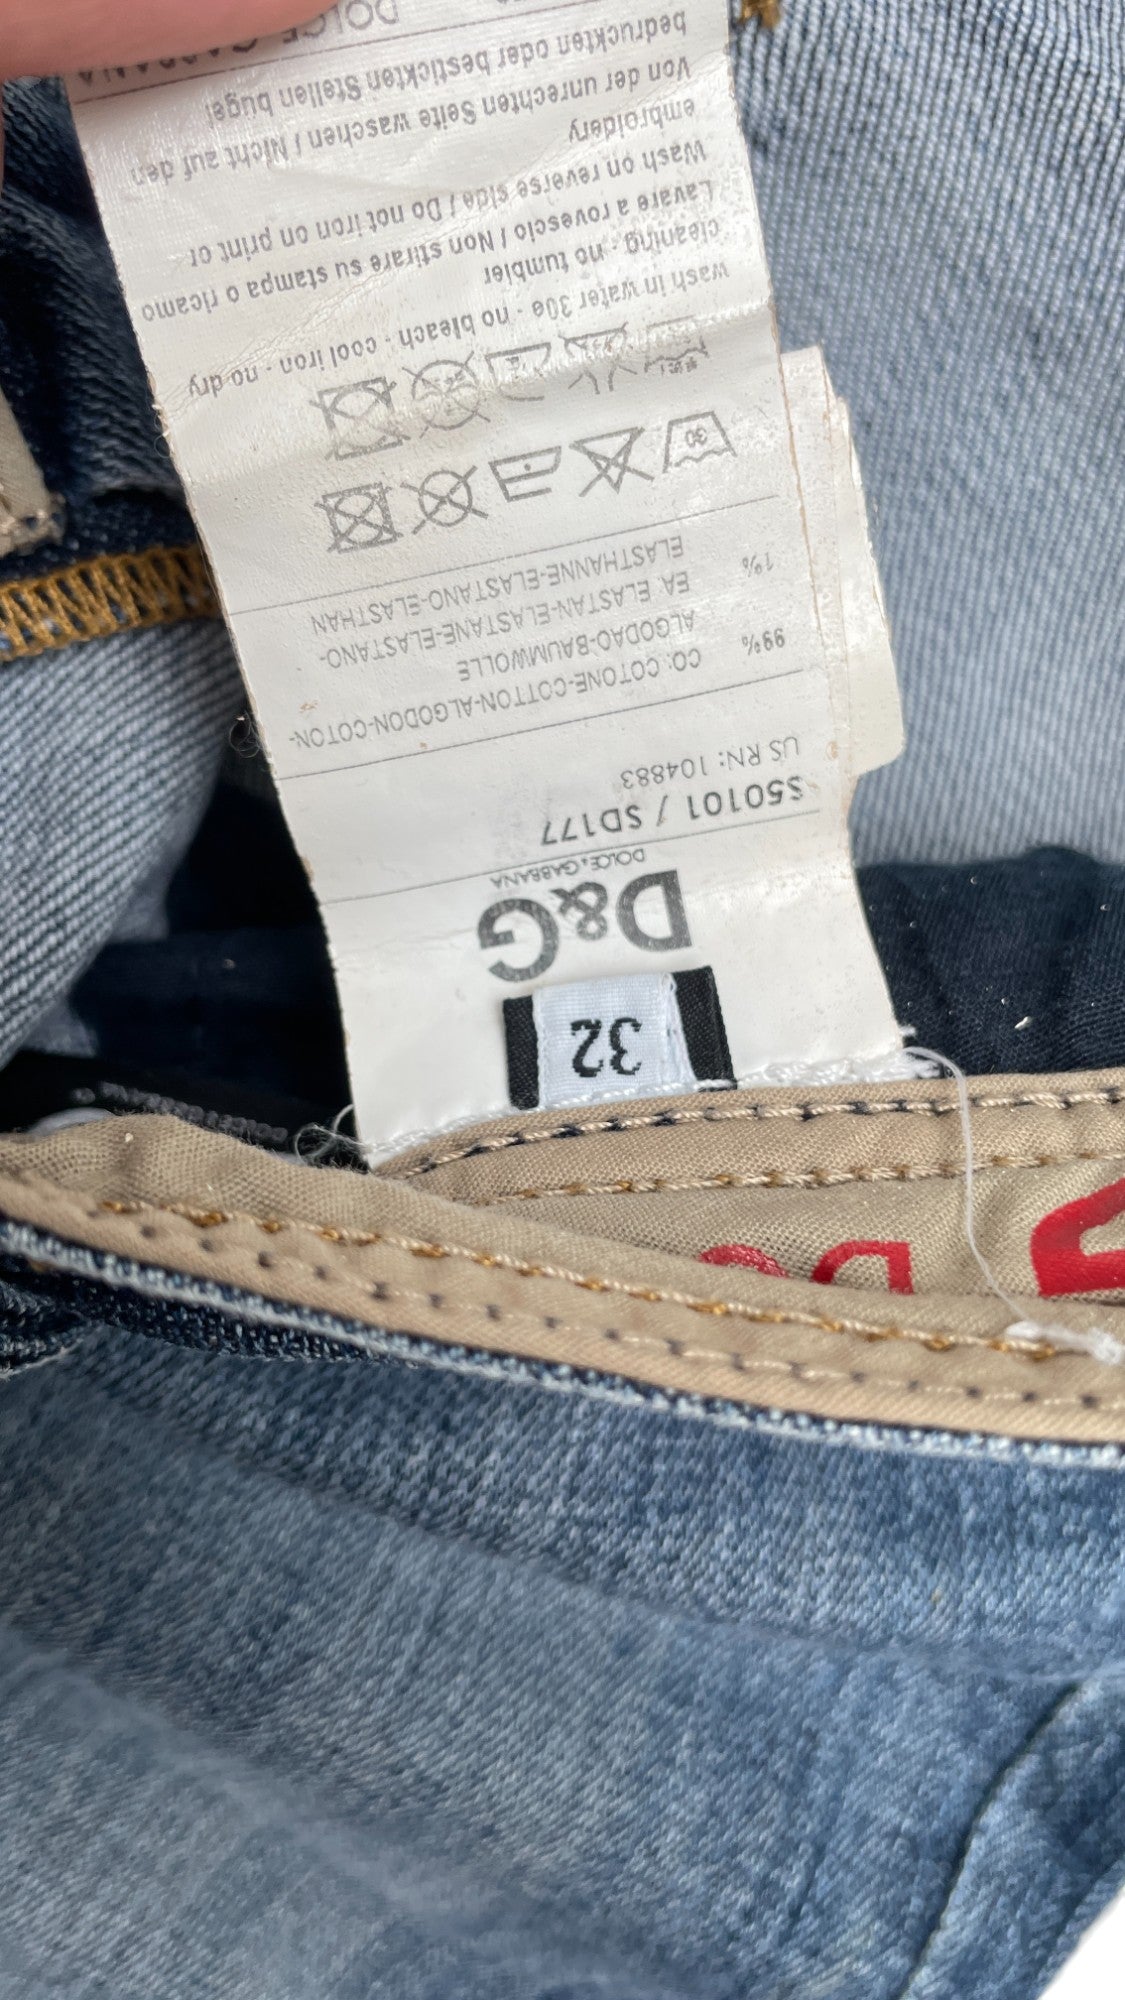 32
D&G
DOLCE & GABBANA
S50101 / SD177
US RN: 104883
99% CO: COTONE-COTTON-ALGODON-COTON-
ALGODAO-BAUMWOLLE
1% EA ELASTAN-ELASTANE-ELASTANO-
ELASTHANNE-ELASTANO-ELASTHAN
30
wash in water 30e - no bleach - cool iron - no dry
cleaning - no tumbler
Lavare a rovescio / Non stirare su stampa o ricamo
Wash on reverse side / Do not iron on print or
embroidery
Von der unrechten Seite waschen / Nicht auf den
bedruckten oder bestickten Stellen bügel
DOLCE GABBANA